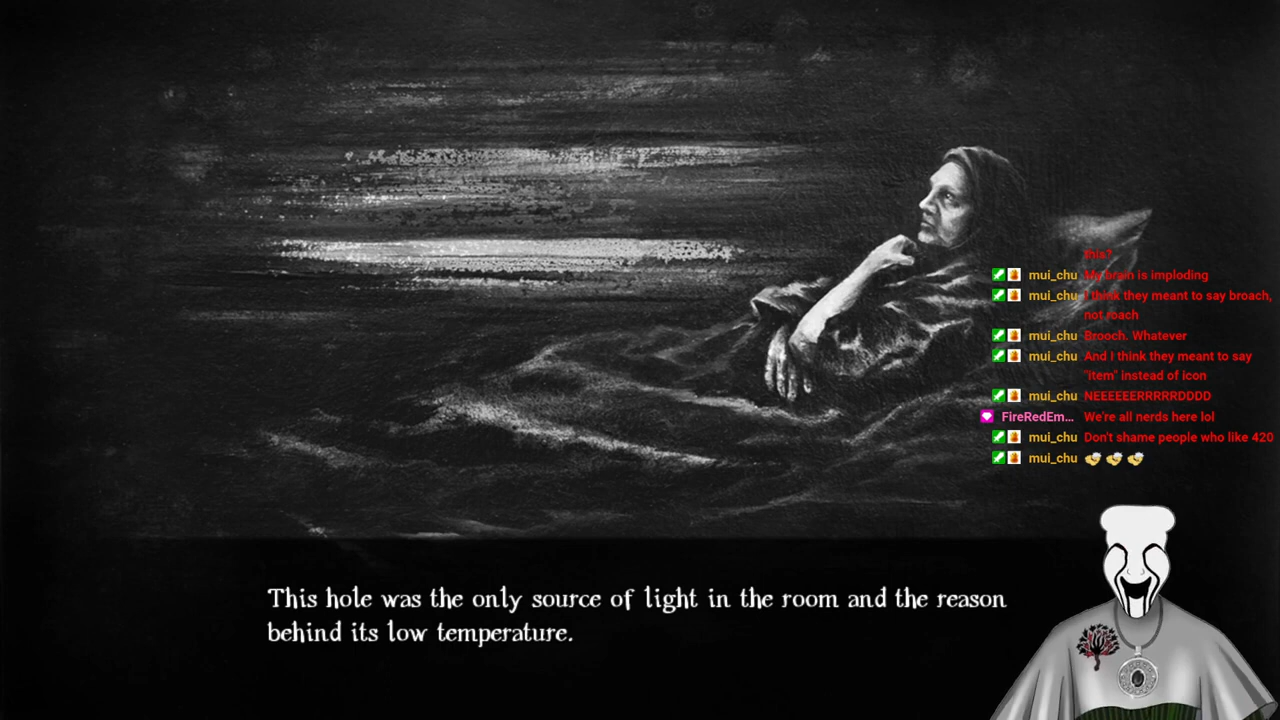 this?
mui_chu My brain is imploding
mui_chu I think they meant to say broach,
not roach
mui_chu Brooch. Whatever
mui_chu And I think they meant to say
"item" instead of icon
mui_chu NEEEEEERRRRRDDDD
FireRedEm... We're all nerds here lol
mui_chu Don't shame people who like 420
mui_chu
This hole was the only source of light in the room and the reason
behind its low temperature.